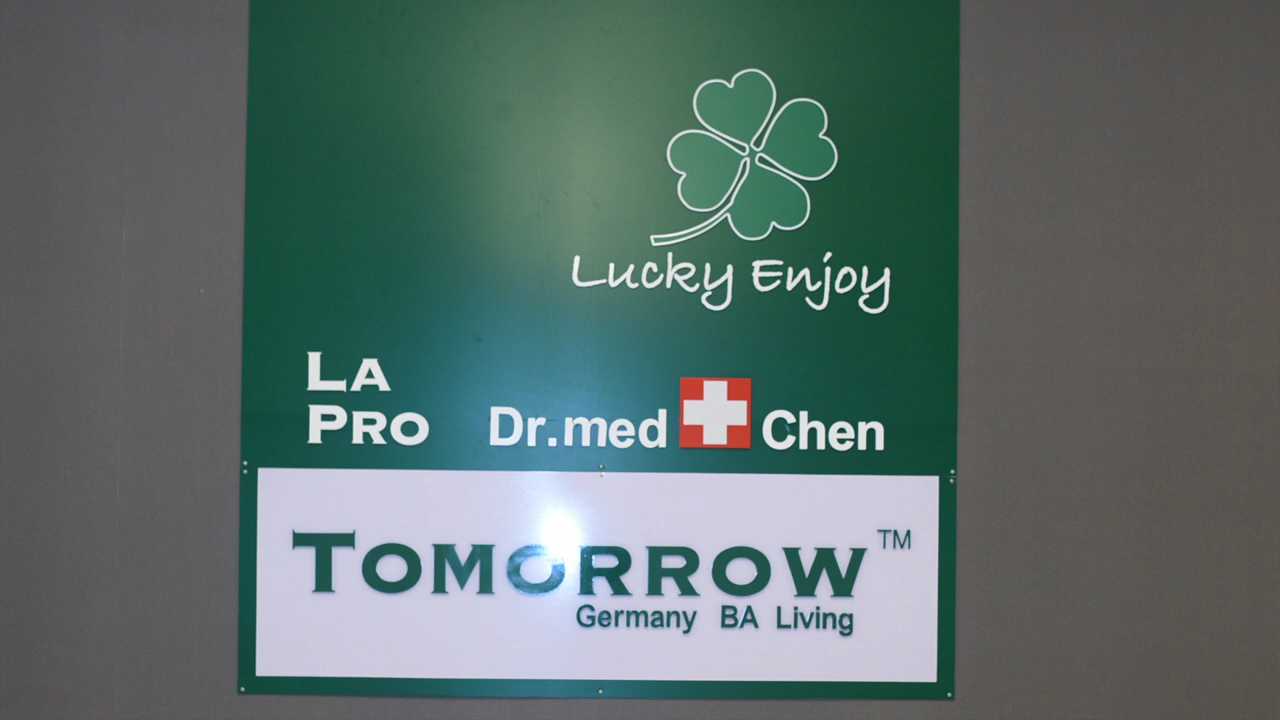 Lucky Enjoy
LA
PRO
Dr.med Chen
TOMORROW™
Germany BA Living